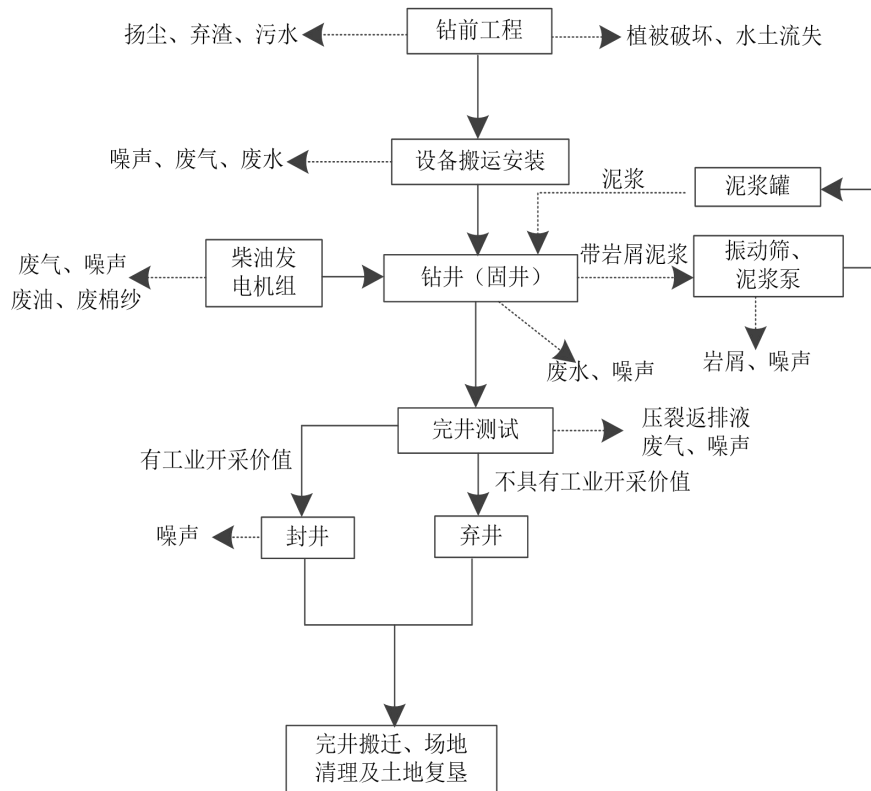 扬尘、弃渣、污水
钻前工程
植被破坏、水土流失
噪声、废气、废水
设备搬运安装
泥浆
泥浆罐
废气、噪声
废油、废棉纱
柴油发
电机组
钻井（固井）
带岩屑泥浆
振动筛、
泥浆泵
废水、噪声
岩屑、噪声
完井测试
压裂返排液
废气、噪声
有工业开采价值
不具有工业开采价值
噪声
封井
弃井
完井搬迁、场地
清理及土地复垦